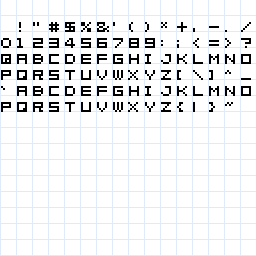 ! " # $ % & ' ( ) * + , - . /
0 1 2 3 4 5 6 7 8 9 : ; < = > ?
@ A B C D E F G H I J K L M N O
P Q R S T U V W X Y Z [ \ ] ^ _
` A B C D E F G H I J K L M N O
P Q R S T U V W X Y Z { | } ~